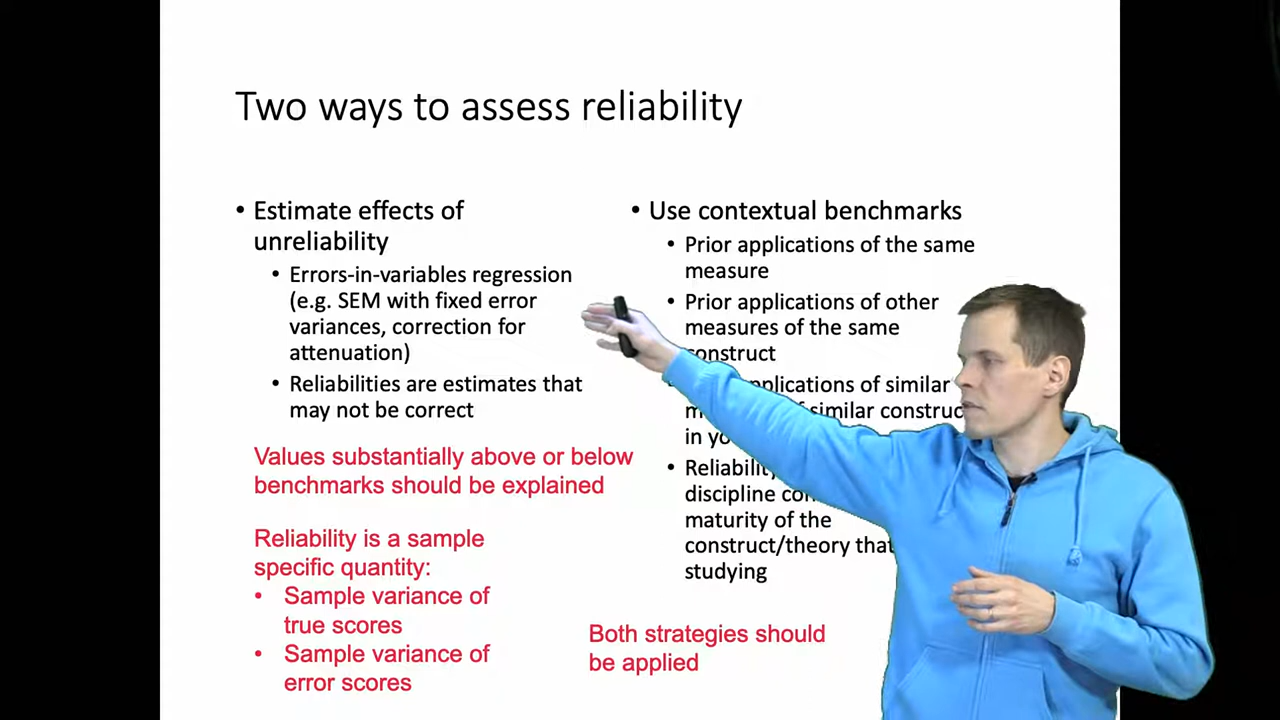 Two ways to assess reliability
• Estimate effects of
unreliability
• Errors-in-variables regression
(e.g. SEM with fixed error
variances, correction for
attenuation)
• Reliabilities are estimates that
may not be correct
Values substantially above or below
benchmarks should be explained
Reliability is a sample
specific quantity:
• Sample variance of
true scores
• Sample variance of
error scores
• Use contextual benchmarks
• Prior applications of the same
measure
• Prior applications of other
measures of the same
construct
applications of similar
similar
in
• Reliability
discipline
maturity of the
construct/theory that
studying
Both strategies should
be applied